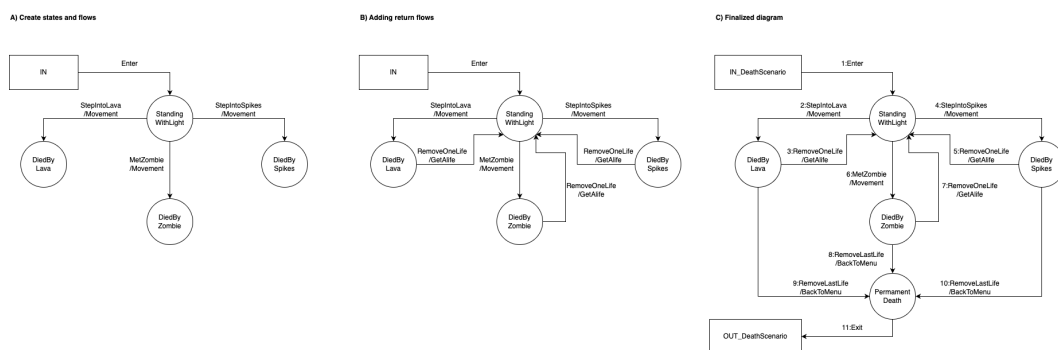 A) Create states and flows
IN
Enter
StepIntoLava
/Movement
Standing
WithLight
StepIntoSpikes
/Movement
DiedBy
Lava
MetZombie
/Movement
DiedBy
Spikes
DiedBy
Zombie
B) Adding return flows
IN
Enter
StepIntoLava
/Movement
Standing
WithLight
StepIntoSpikes
/Movement
DiedBy
Lava
RemoveOneLife
/GetAlife
MetZombie
/Movement
RemoveOneLife
/GetAlife
DiedBy
Spikes
RemoveOneLife
/GetAlife
DiedBy
Zombie
C) Finalized diagram
IN_DeathScenario
1:Enter
2:StepIntoLava
/Movement
Standing
WithLight
4:StepIntoSpikes
/Movement
DiedBy
Lava
3:RemoveOneLife
/GetAlife
5:RemoveOneLife
/GetAlife
DiedBy
Spikes
6:MetZombie
/Movement
7:RemoveOneLife
/GetAlife
DiedBy
Zombie
8:RemoveLastLife
/BackToMenu
9:RemoveLastLife
/BackToMenu
Permament
Death
10:RemoveLastLife
/BackToMenu
11:Exit
OUT_DeathScenario